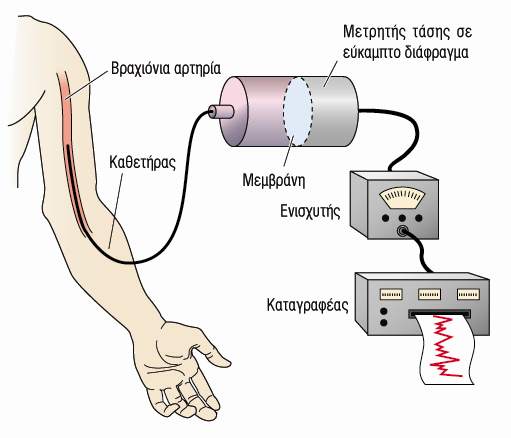 Μετρητής τάσης σε
εύκαμπτο διάφραγμα
Βραχιόνια αρτηρία
Καθετήρας
Μεμβράνη
Ενισχυτής
Καταγραφέας